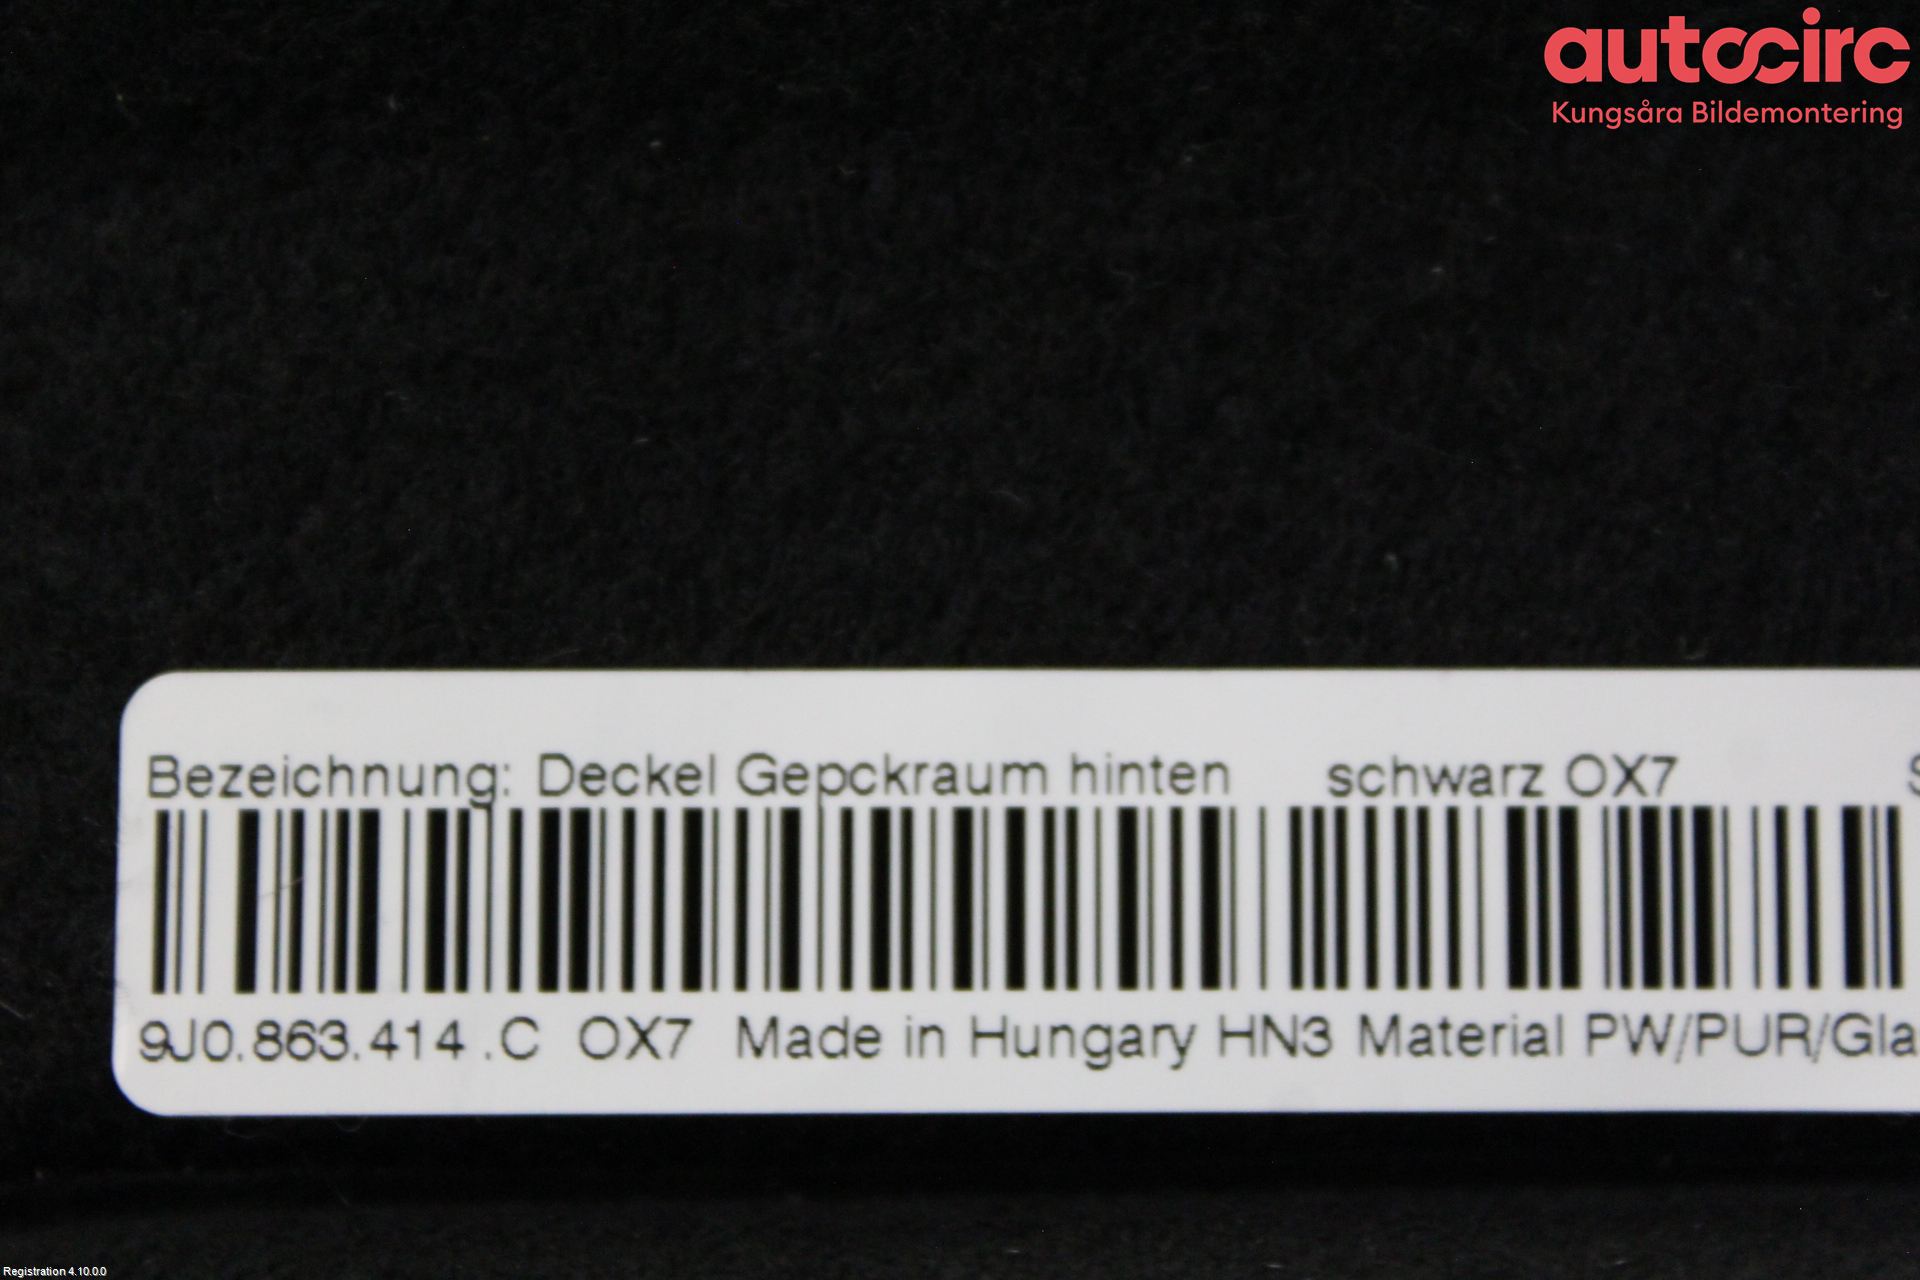 autocirc
Kungsåra Bildemontering
Bezeichnung: Deckel Gepckraum hinten schwarz OX7
9J0.863.414 .C OX7 Made in Hungary HN3 Material PW/PUR/Gla
Registration 4.10.0.0